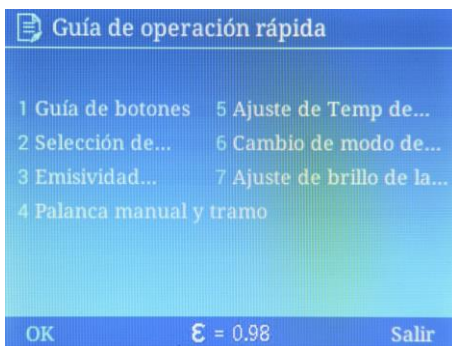 Guía de operación rápida
1 Guía de botones
2 Selección de...
3 Emisividad...
4 Palanca manual y tramo
5 Ajuste de Temp de...
6 Cambio de modo de...
7 Ajuste de brillo de la...
OK
ε = 0.98
Salir